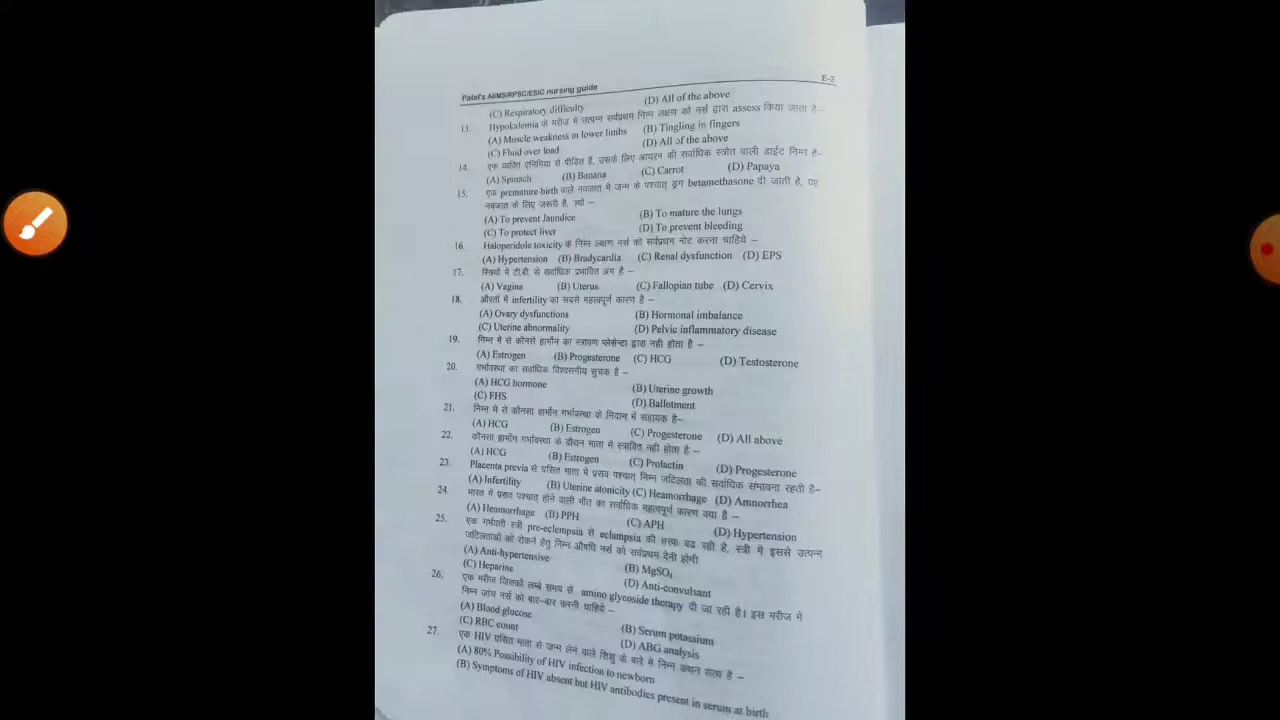 Patel's AIIMS/RPSC/ESIC nursing guide E-2
(C) Respiratory difficulty (D) All of the above
13. Hypokalemia के मरीज में उत्पन्न सर्वप्रथम निम्न लक्षण को नर्स द्वारा assess किया जाता है–
(A) Muscle weakness in lower limbs (B) Tingling in fingers
(C) Fluid over load (D) All of the above
14. एक व्यक्ति एनिमिया से पीड़ित है, उसके लिए आयरन की सर्वाधिक स्त्रोत वाली डाईट निम्न है–
(A) Spinach (B) Banana (C) Carrot (D) Papaya
15. एक premature birth वाले नवजात में जन्म के पश्चात् ड्रग betamethasone दी जाती है, यह
नवजात के लिए जरूरी है, क्यों –
(A) To prevent Jaundice (B) To mature the lungs
(C) To protect liver (D) To prevent bleeding
16. Haloperidole toxicity के निम्न लक्षण नर्स को सर्वप्रथम नोट करना चाहिये –
(A) Hypertension (B) Bradycardia (C) Renal dysfunction (D) EPS
17. स्त्रियों में टी.बी. से सर्वाधिक प्रभावित अंग है –
(A) Vagina (B) Uterus (C) Fallopian tube (D) Cervix
18. औरतों में infertility का सबसे महत्वपूर्ण कारण है –
(A) Ovary dysfunctions (B) Hormonal imbalance
(C) Uterine abnormality (D) Pelvic inflammatory disease
19. निम्न में से कौनसे हार्मोन का स्त्रावण प्लेसेन्टा द्वारा नही होता है –
(A) Estrogen (B) Progesterone (C) HCG (D) Testosterone
20. गर्भावस्था का सर्वाधिक विश्वसनीय सुचक है –
(A) HCG hormone (B) Uterine growth
(C) FHS (D) Ballotment
21. निम्न में से कौनसा हार्मोन गर्भावस्था के निदान में सहायक है–
(A) HCG (B) Estrogen (C) Progesterone (D) All above
22. कौनसा हार्मोन गर्भावस्था के दौरान माता में स्त्रावित नही होता है –
(A) HCG (B) Estrogen (C) Prolactin (D) Progesterone
23. Placenta previa से ग्रसित माता में प्रसव पश्चात् निम्न जटिलता की सर्वाधिक संभावना रहती है–
(A) Infertility (B) Uterine atonicity (C) Heamorrhage (D) Amnorrhea
24. भारत में प्रसव पश्चात् होने वाली मौत का सर्वाधिक महत्वपूर्ण कारण क्या है –
(A) Heamorrhage (B) PPH (C) APH (D) Hypertension
25. एक गर्भवती स्त्री pre-eclempsia से eclampsia की तरफ बढ रही है, स्त्री में इससे उत्पन्न
जटिलताओं को रोकने हेतु निम्न औषधि नर्स को सर्वप्रथम देनी होगी
(A) Anti-hypertensive (B) MgSO₄
(C) Heparine (D) Anti-convulsant
26. एक मरीज जिसको लम्बे समय से amino glycoside therapy दी जा रही है। इस मरीज में
निम्न जांच नर्स को बार-बार करनी चाहिये –
(A) Blood glucose (B) Serum potassium
(C) RBC count (D) ABG analysis
27. एक HIV ग्रसित माता से जन्म लेने वाले शिशु के बारे में निम्न कथन सत्य है –
(A) 80% Possibility of HIV infection to newborn
(B) Symptoms of HIV absent but HIV antibodies present in serum at birth